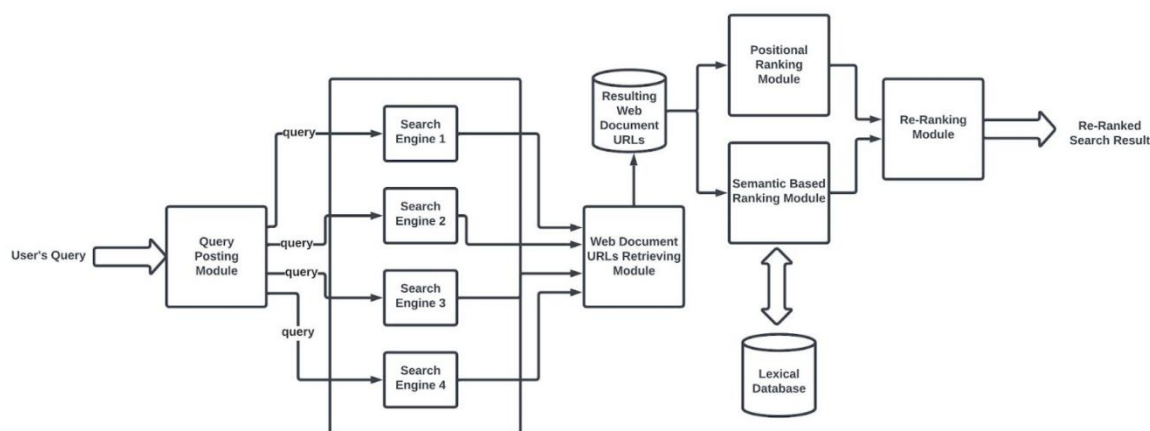 User's Query
Query
Posting
Module
query
query
query
query
Search
Engine 1
Search
Engine 2
Search
Engine 3
Search
Engine 4
Web Document
URLs Retrieving
Module
Resulting
Web
Document
URLs
Positional
Ranking
Module
Semantic Based
Ranking Module
Lexical
Database
Re-Ranking
Module
Re-Ranked
Search Result